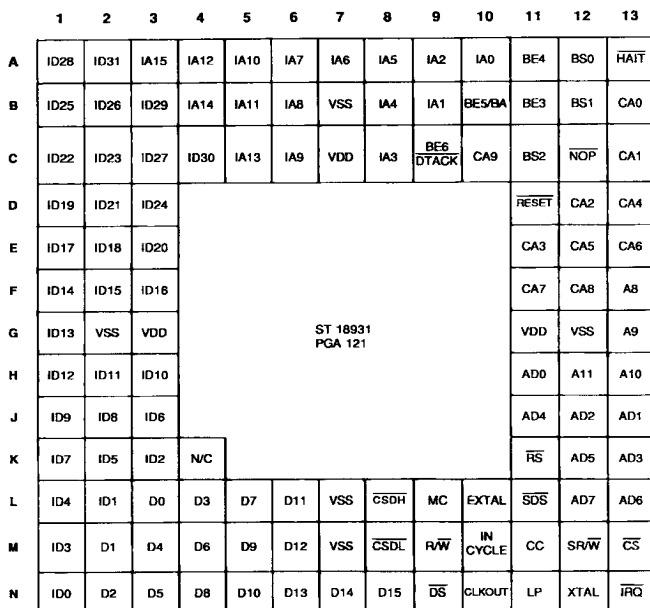 1 2 3 4 5 6 7 8 9 10 11 12 13
A ID28 ID31 IA15 IA12 IA10 IA7 IA6 IA5 IA2 IA0 BE4 BS0 HAIT
B ID25 ID26 ID29 IA14 IA11 IA8 VSS IA4 IA1 BE5/BA BE3 BS1 CA0
C ID22 ID23 ID27 ID30 IA13 IA9 VDD IA3 BE6 DTACK CA9 BS2 NOP CA1
D ID19 ID21 ID24 RESET CA2 CA4
E ID17 ID18 ID20 CA3 CA5 CA6
F ID14 ID15 ID16 CA7 CA8 A8
G ID13 VSS VDD ST 18931 VDD VSS A9
PGA 121
H ID12 ID11 ID10 AD0 A11 A10
J ID9 ID8 ID6 AD4 AD2 AD1
K ID7 ID5 ID2 N/C RS AD5 AD3
L ID4 ID1 D0 D3 D7 D11 VSS CSDH MC EXTAL SDS AD7 AD6
M ID3 D1 D4 D6 D9 D12 VSS CSDL R/W IN CYCLE CC SR/W CS
N ID0 D2 D5 D8 D10 D13 D14 D15 DS CLKOUT LP XTAL IRQ